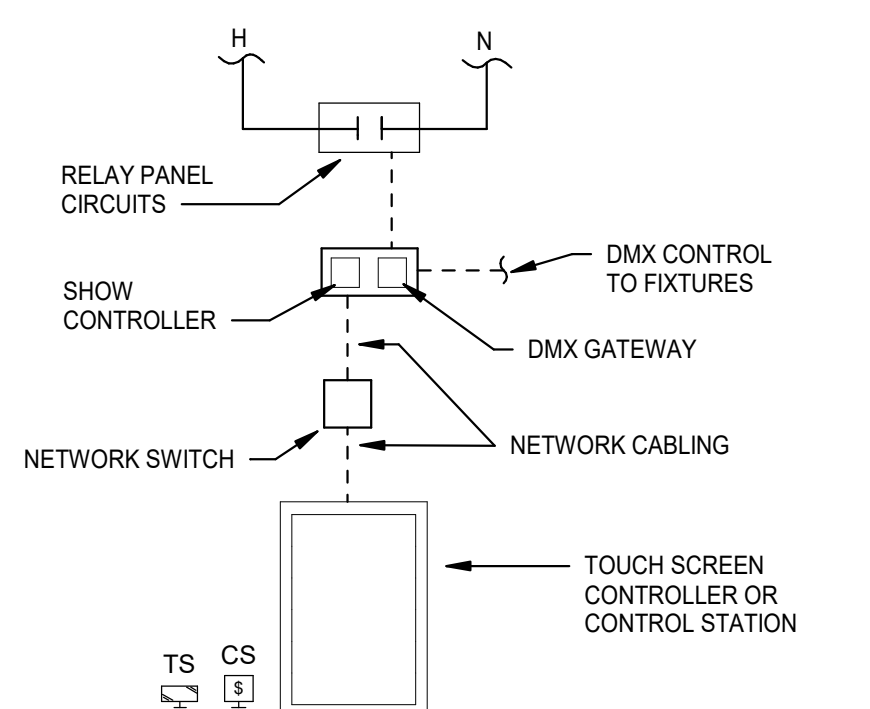 H
N
RELAY PANEL
CIRCUITS
DMX CONTROL
TO FIXTURES
SHOW
CONTROLLER
DMX GATEWAY
NETWORK SWITCH
NETWORK CABLING
TOUCH SCREEN
CONTROLLER OR
CONTROL STATION
TS
CS
$